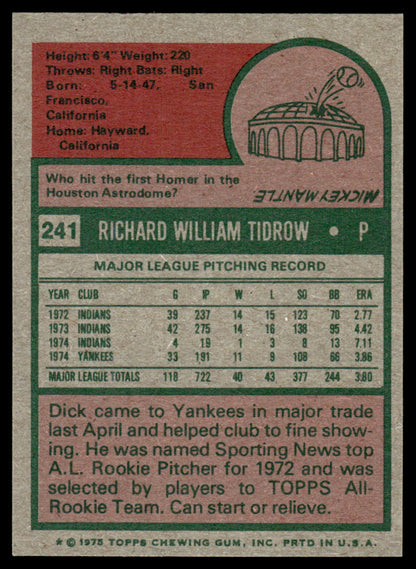 Height: 6'4" Weight: 220
Throws: Right Bats: Right
Born: 5-14-47, San
Francisco,
California
Home: Hayward,
California
Who hit the first Homer in the
Houston Astrodome?
MICKEY MANTLE
241 RICHARD WILLIAM TIDROW • P
MAJOR LEAGUE PITCHING RECORD
YEAR CLUB G IP W L SO BB ERA
1972 INDIANS 39 237 14 15 123 70 2.77
1973 INDIANS 42 275 14 16 138 95 4.42
1974 INDIANS 4 19 1 3 8 13 7.11
1974 YANKEES 33 191 11 9 108 66 3.86
MAJOR LEAGUE TOTALS 118 722 40 43 377 244 3.80
Dick came to Yankees in major trade
last April and helped club to fine show-
ing. He was named Sporting News top
A.L. Rookie Pitcher for 1972 and was
selected by players to TOPPS All-
Rookie Team. Can start or relieve.
* © 1975 TOPPS CHEWING GUM, INC. PRTD IN U.S.A.